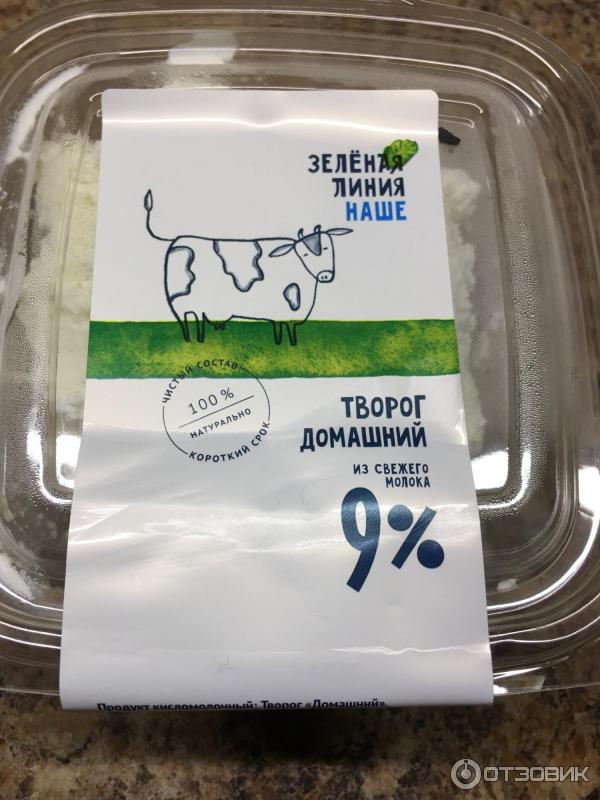 ЗЕЛЁНАЯ
ЛИНИЯ
НАШЕ
ЧИСТЫЙ СОСТАВ
100%
НАТУРАЛЬНО
КОРОТКИЙ СРОК
ТВОРОГ
ДОМАШНИЙ
ИЗ СВЕЖЕГО
МОЛОКА
9%
Продукт кисломолочный: Творог «Домашний».
ОТЗОВИК